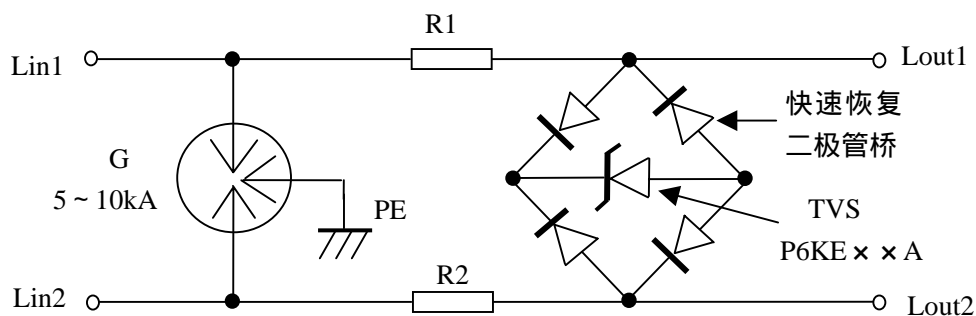 R1
Lin1
Lout1
快速恢复
二极管桥
G
5～10kA
PE
TVS
P6KE××A
R2
Lin2
Lout2